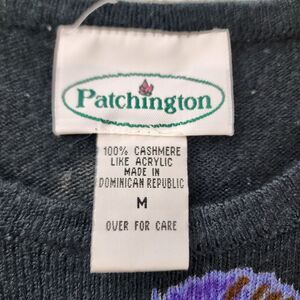 Patchington
100% CASHMERE
LIKE ACRYLIC
MADE IN
DOMINICAN REPUBLIC
M
OVER FOR CARE